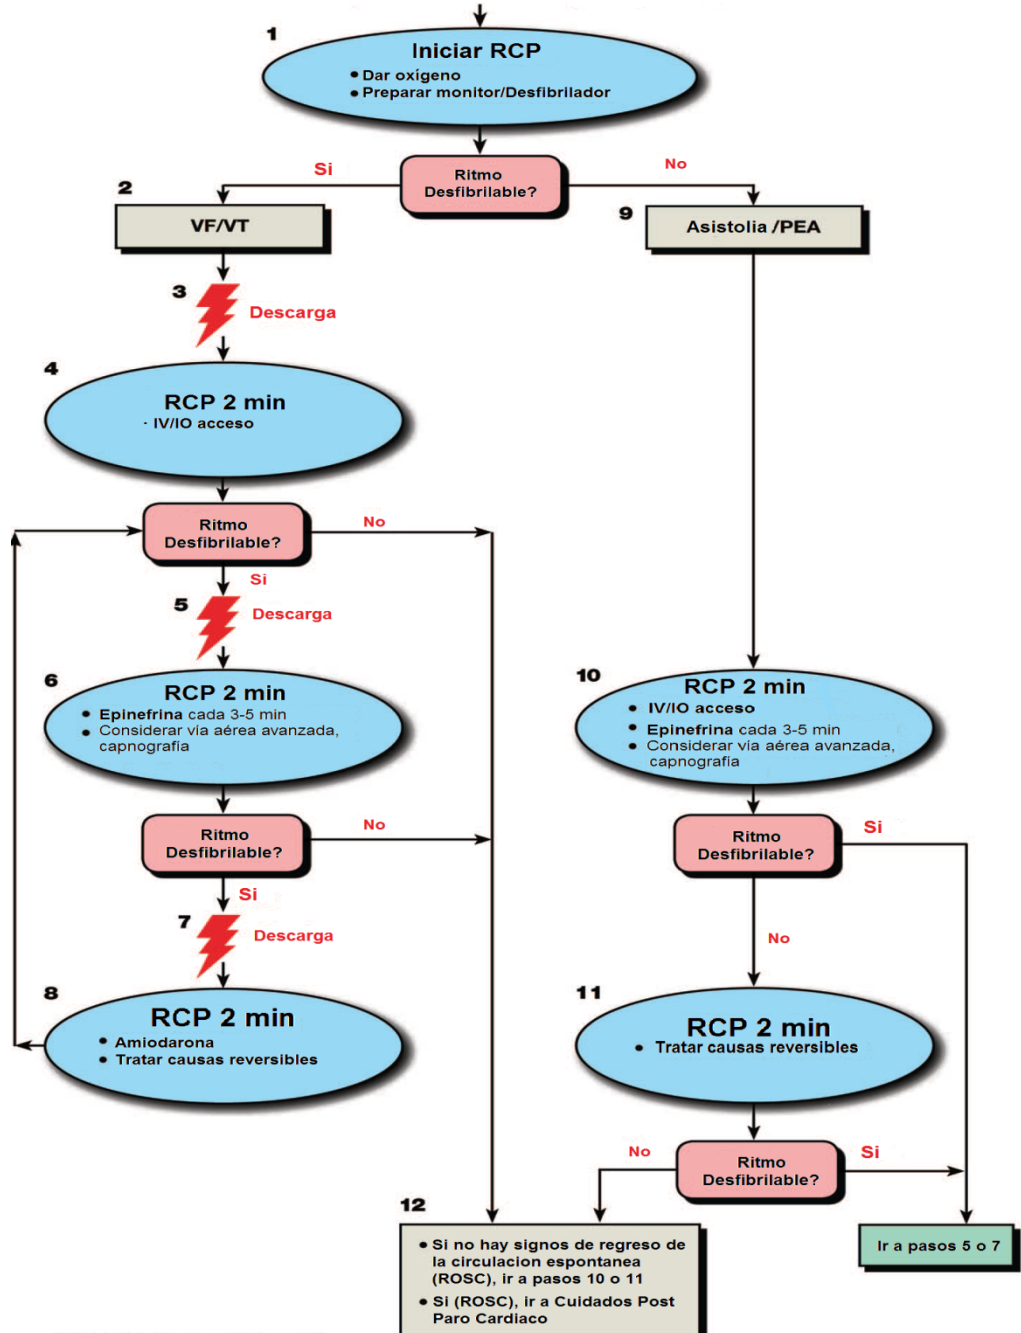 1
Iniciar RCP
• Dar oxígeno
• Preparar monitor/Desfibrilador
Ritmo
Desfibrilable?
Si
No
2
VF/VT
9
Asistolia /PEA
3
Descarga
4
RCP 2 min
- IV/IO acceso
Ritmo
Desfibrilable?
No
Si
5
Descarga
6
RCP 2 min
• Epinefrina cada 3-5 min
• Considerar vía aérea avanzada,
capnografía
10
RCP 2 min
• IV/IO acceso
• Epinefrina cada 3-5 min
• Considerar vía aérea avanzada,
capnografía
Ritmo
Desfibrilable?
No
Si
Ritmo
Desfibrilable?
Si
No
7
Descarga
8
RCP 2 min
• Amiodarona
• Tratar causas reversibles
11
RCP 2 min
• Tratar causas reversibles
Ritmo
Desfibrilable?
No
Si
12
• Si no hay signos de regreso de
la circulacion espontanea
(ROSC), ir a pasos 10 o 11
• Si (ROSC), ir a Cuidados Post
Paro Cardiaco
Ir a pasos 5 o 7